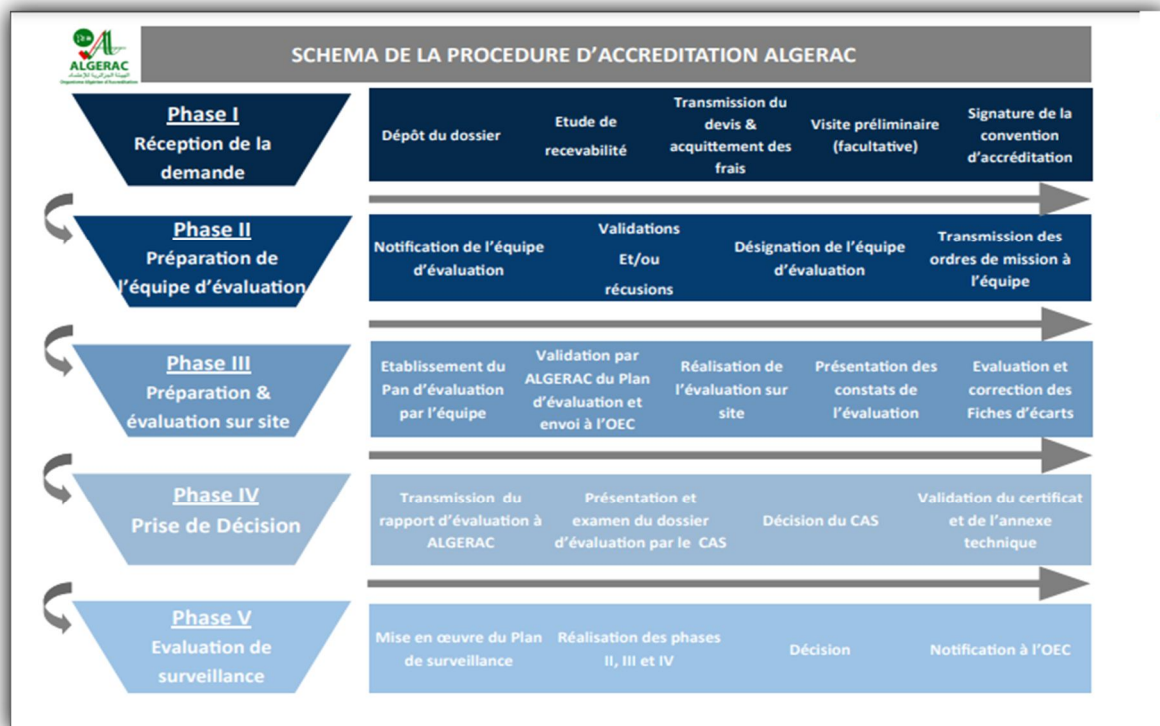 ALGERAC
الهيئة الجزائرية للإعتماد
Organisme Algérien d'Accréditation
SCHEMA DE LA PROCEDURE D'ACCREDITATION ALGERAC
Phase I
Réception de la
demande
Dépôt du dossier
Etude de
recevabilité
Transmission du
devis &
acquittement des
frais
Visite préliminaire
(facultative)
Signature de la
convention
d'accréditation
Phase II
Préparation de
l'équipe d'évaluation
Notification de l'équipe
d'évaluation
Validations
Et/ou
récusions
Désignation de l'équipe
d'évaluation
Transmission des
ordres de mission à
l'équipe
Phase III
Préparation &
évaluation sur site
Etablissement du
Pan d'évaluation
par l'équipe
Validation par
ALGERAC du Plan
d'évaluation et
envoi à l'OEC
Réalisation de
l'évaluation sur
site
Présentation des
constats de
l'évaluation
Evaluation et
correction des
Fiches d'écarts
Phase IV
Prise de Décision
Transmission du
rapport d'évaluation à
ALGERAC
Présentation et
examen du dossier
d'évaluation par le CAS
Décision du CAS
Validation du certificat
et de l'annexe
technique
Phase V
Evaluation de
surveillance
Mise en œuvre du Plan
de surveillance
Réalisation des phases
II, III et IV
Décision
Notification à l'OEC